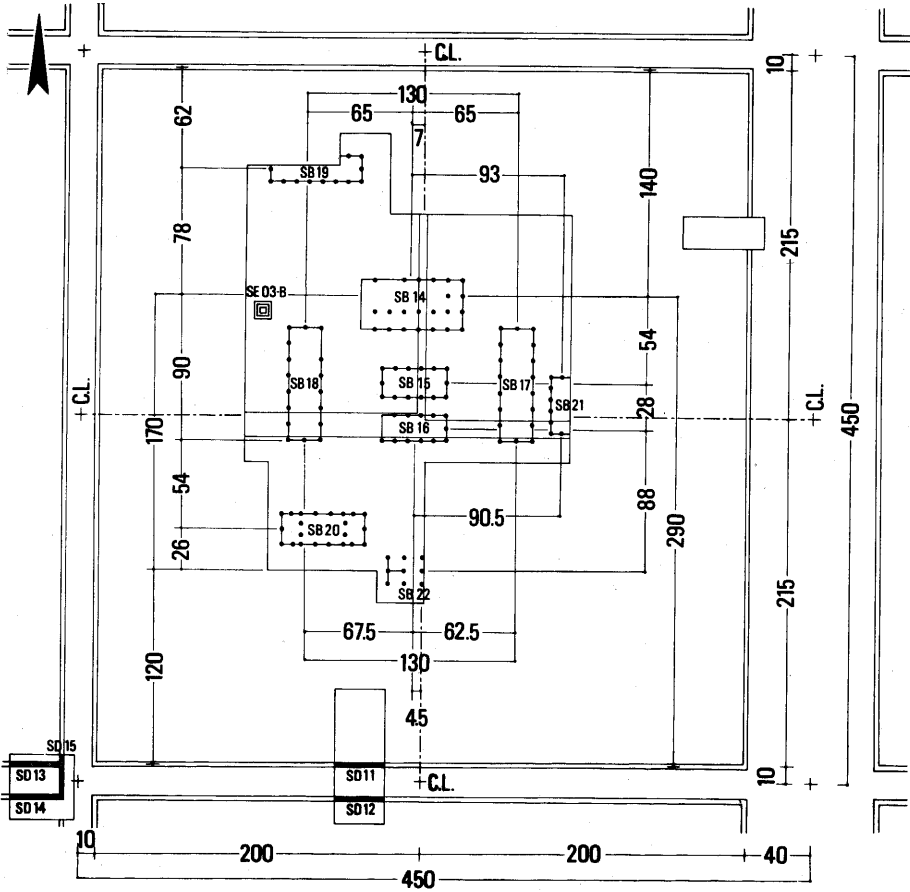 C.L.
10
130
62
65
65
7
SB19
93
140
78
215
SE03-B
SB14
54
90
SB18
SB15
SB17
SB21
C.L.
C.L.
28
170
SB16
450
54
90.5
88
SB20
290
26
SB22
215
67.5
62.5
120
130
4.5
SD15
SD13
SD11
C.L.
10
SD14
SD12
10
200
200
40
450